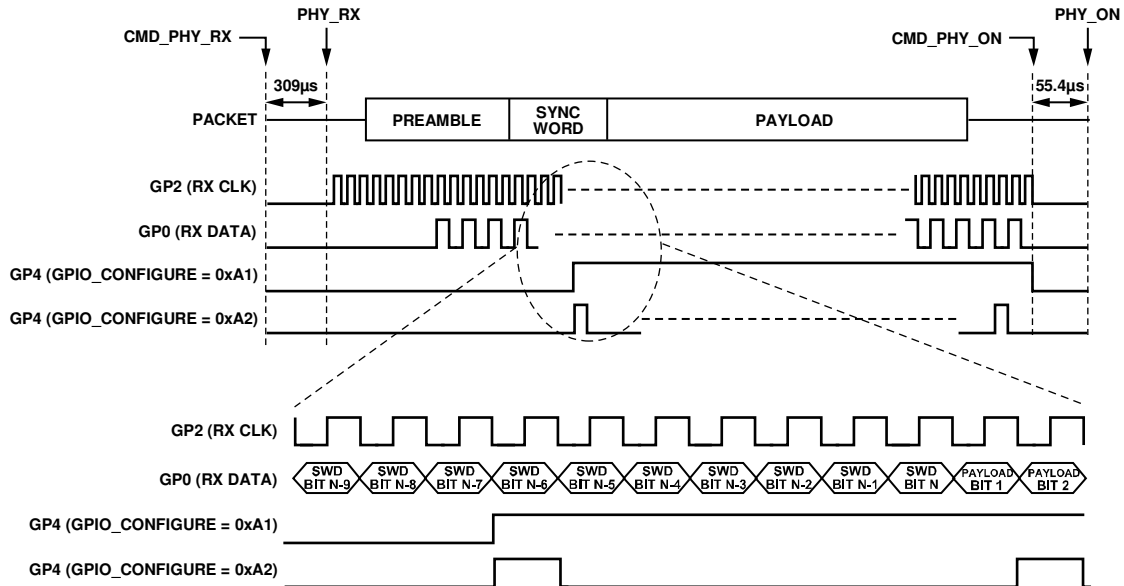 PHY_RX
PHY_ON
CMD_PHY_RX
CMD_PHY_ON
309µs
55.4µs
PACKET
PREAMBLE
SYNC
WORD
PAYLOAD
GP2 (RX CLK)
GP0 (RX DATA)
GP4 (GPIO_CONFIGURE = 0xA1)
GP4 (GPIO_CONFIGURE = 0xA2)
GP2 (RX CLK)
GP0 (RX DATA)
SWD
BIT N-9
SWD
BIT N-8
SWD
BIT N-7
SWD
BIT N-6
SWD
BIT N-5
SWD
BIT N-4
SWD
BIT N-3
SWD
BIT N-2
SWD
BIT N-1
SWD
BIT N
PAYLOAD
BIT 1
PAYLOAD
BIT 2
GP4 (GPIO_CONFIGURE = 0xA1)
GP4 (GPIO_CONFIGURE = 0xA2)